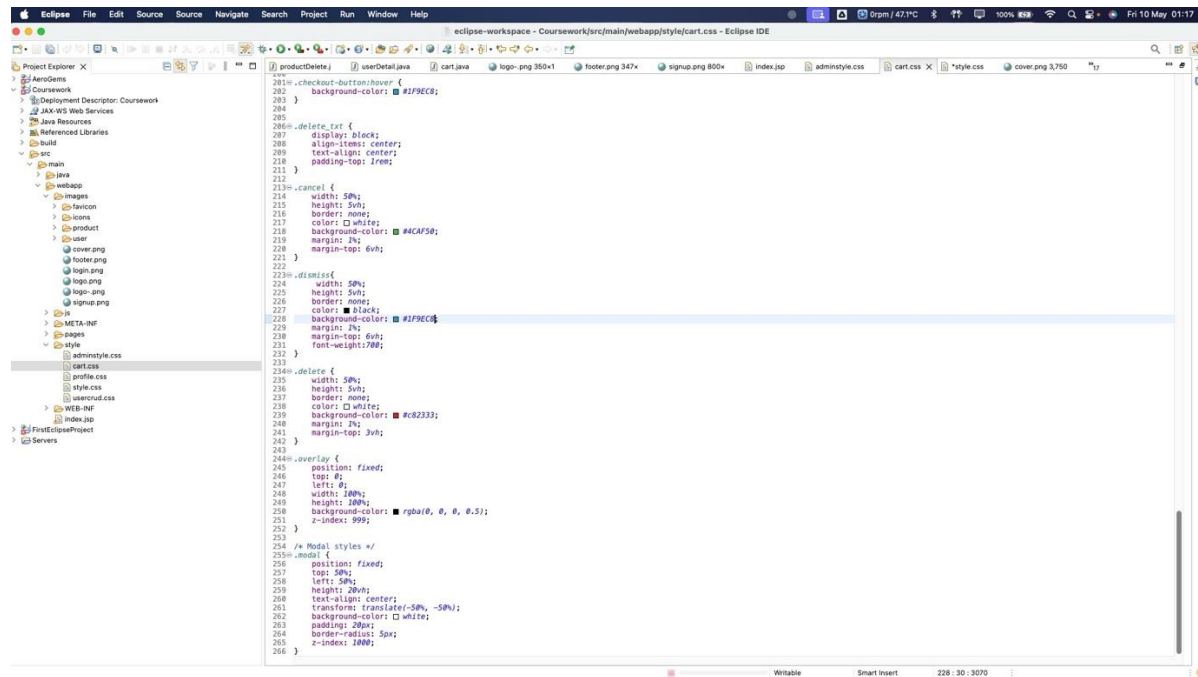 Eclipse File Edit Source Source Navigate Search Project Run Window Help
0rpm / 47.1°C 100% Fri 10 May 01:17
eclipse-workspace - Coursework/src/main/webapp/style/cart.css - Eclipse IDE
Project Explorer
productDelete.j userDetail.java cart.java logo-.png 350×1 footer.png 347× signup.png 800× index.jsp adminstyle.css cart.css *style.css cover.png 3,750 "17
AeroGems
Coursework
Deployment Descriptor: Coursework
JAX-WS Web Services
Java Resources
Referenced Libraries
build
src
main
java
webapp
images
favicon
icons
product
user
cover.png
footer.png
login.png
logo.png
logo-.png
signup.png
js
META-INF
pages
style
adminstyle.css
cart.css
profile.css
style.css
usercrud.css
WEB-INF
index.jsp
FirstEclipseProject
Servers
201 .checkout-button:hover {
202 background-color: #1F9EC8;
203 }
204
205
206 .delete_txt {
207 display: block;
208 align-items: center;
209 text-align: center;
210 padding-top: 1rem;
211 }
212
213 .cancel {
214 width: 50%;
215 height: 5vh;
216 border: none;
217 color: white;
218 background-color: #4CAF50;
219 margin: 1%;
220 margin-top: 6vh;
221 }
222
223 .dismiss{
224 width: 50%;
225 height: 5vh;
226 border: none;
227 color: black;
228 background-color: #1F9EC8;
229 margin: 1%;
230 margin-top: 6vh;
231 font-weight:700;
232 }
233
234 .delete {
235 width: 50%;
236 height: 5vh;
237 border: none;
238 color: white;
239 background-color: #c82333;
240 margin: 1%;
241 margin-top: 3vh;
242 }
243
244 .overlay {
245 position: fixed;
246 top: 0;
247 left: 0;
248 width: 100%;
249 height: 100%;
250 background-color: rgba(0, 0, 0, 0.5);
251 z-index: 999;
252 }
253
254 /* Modal styles */
255 .modal {
256 position: fixed;
257 top: 50%;
258 left: 50%;
259 height: 20vh;
260 text-align: center;
261 transform: translate(-50%, -50%);
262 background-color: white;
263 padding: 20px;
264 border-radius: 5px;
265 z-index: 1000;
266 }
Writable Smart Insert 228 : 30 : 3070